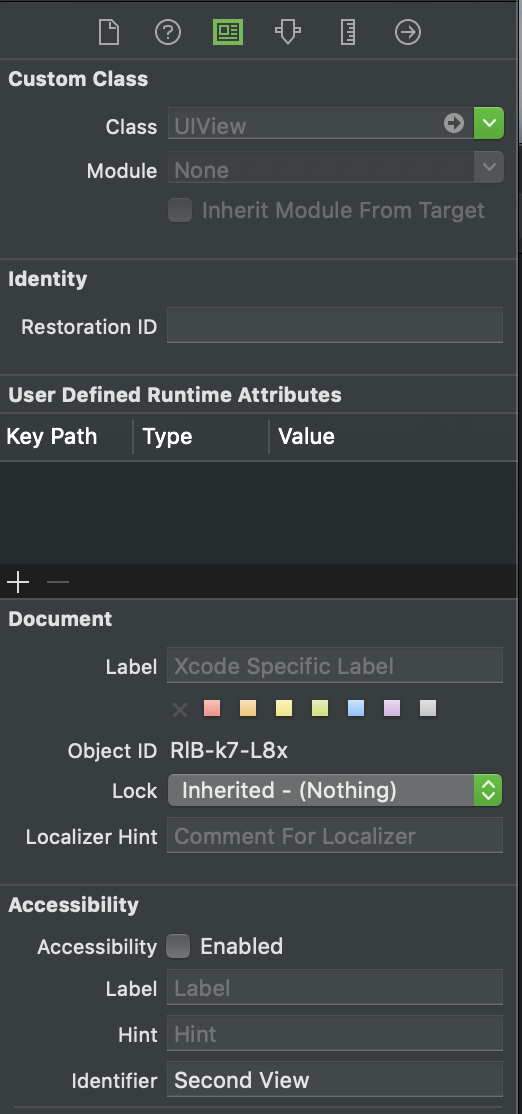 Custom Class
Class UIView
Module None
Inherit Module From Target
Identity
Restoration ID
User Defined Runtime Attributes
Key Path Type Value
Document
Label Xcode Specific Label
Object ID RlB-k7-L8x
Lock Inherited - (Nothing)
Localizer Hint Comment For Localizer
Accessibility
Accessibility Enabled
Label Label
Hint Hint
Identifier Second View